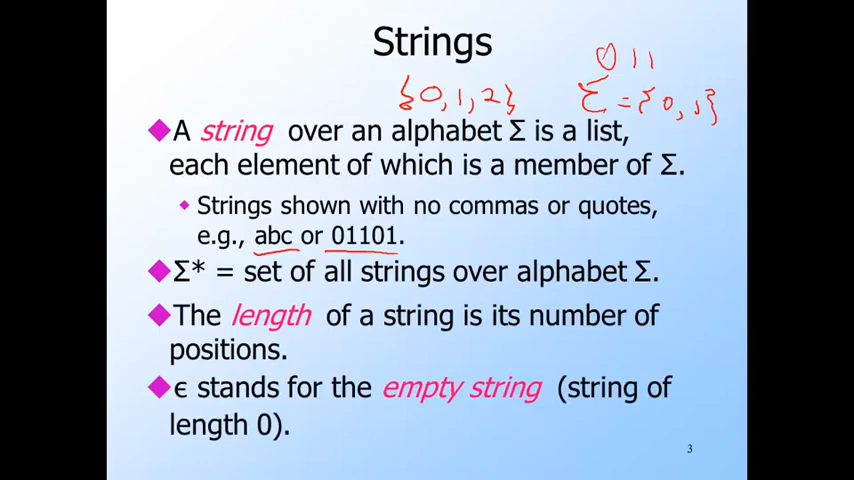 Strings
011
{0, 1, 2} Σ = {0, 1}
◆A string over an alphabet Σ is a list,
each element of which is a member of Σ.
◆ Strings shown with no commas or quotes,
e.g., abc or 01101.
◆Σ* = set of all strings over alphabet Σ.
◆The length of a string is its number of
positions.
◆ϵ stands for the empty string (string of
length 0).
3